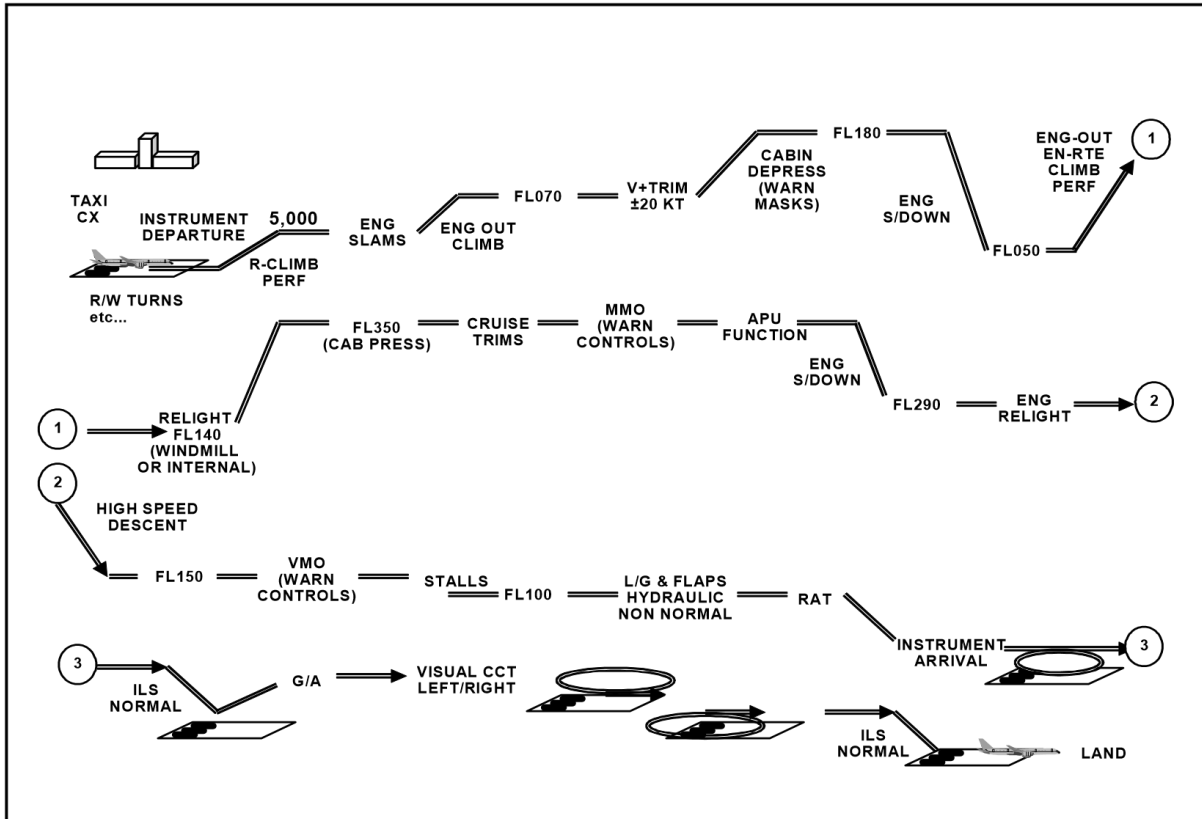 TAXI
CX
INSTRUMENT
DEPARTURE
5,000
R-CLIMB
PERF
R/W TURNS
etc...
ENG
SLAMS
ENG OUT
CLIMB
FL070
V+TRIM
±20 KT
CABIN
DEPRESS
(WARN
MASKS)
FL180
ENG
S/DOWN
FL050
ENG-OUT
EN-RTE
CLIMB
PERF
1
1
RELIGHT
FL140
(WINDMILL
OR INTERNAL)
FL350
(CAB PRESS)
CRUISE
TRIMS
MMO
(WARN
CONTROLS)
APU
FUNCTION
ENG
S/DOWN
FL290
ENG
RELIGHT
2
2
HIGH SPEED
DESCENT
FL150
VMO
(WARN
CONTROLS)
STALLS
FL100
L/G & FLAPS
HYDRAULIC
NON NORMAL
RAT
INSTRUMENT
ARRIVAL
3
3
ILS
NORMAL
G/A
VISUAL CCT
LEFT/RIGHT
ILS
NORMAL
LAND